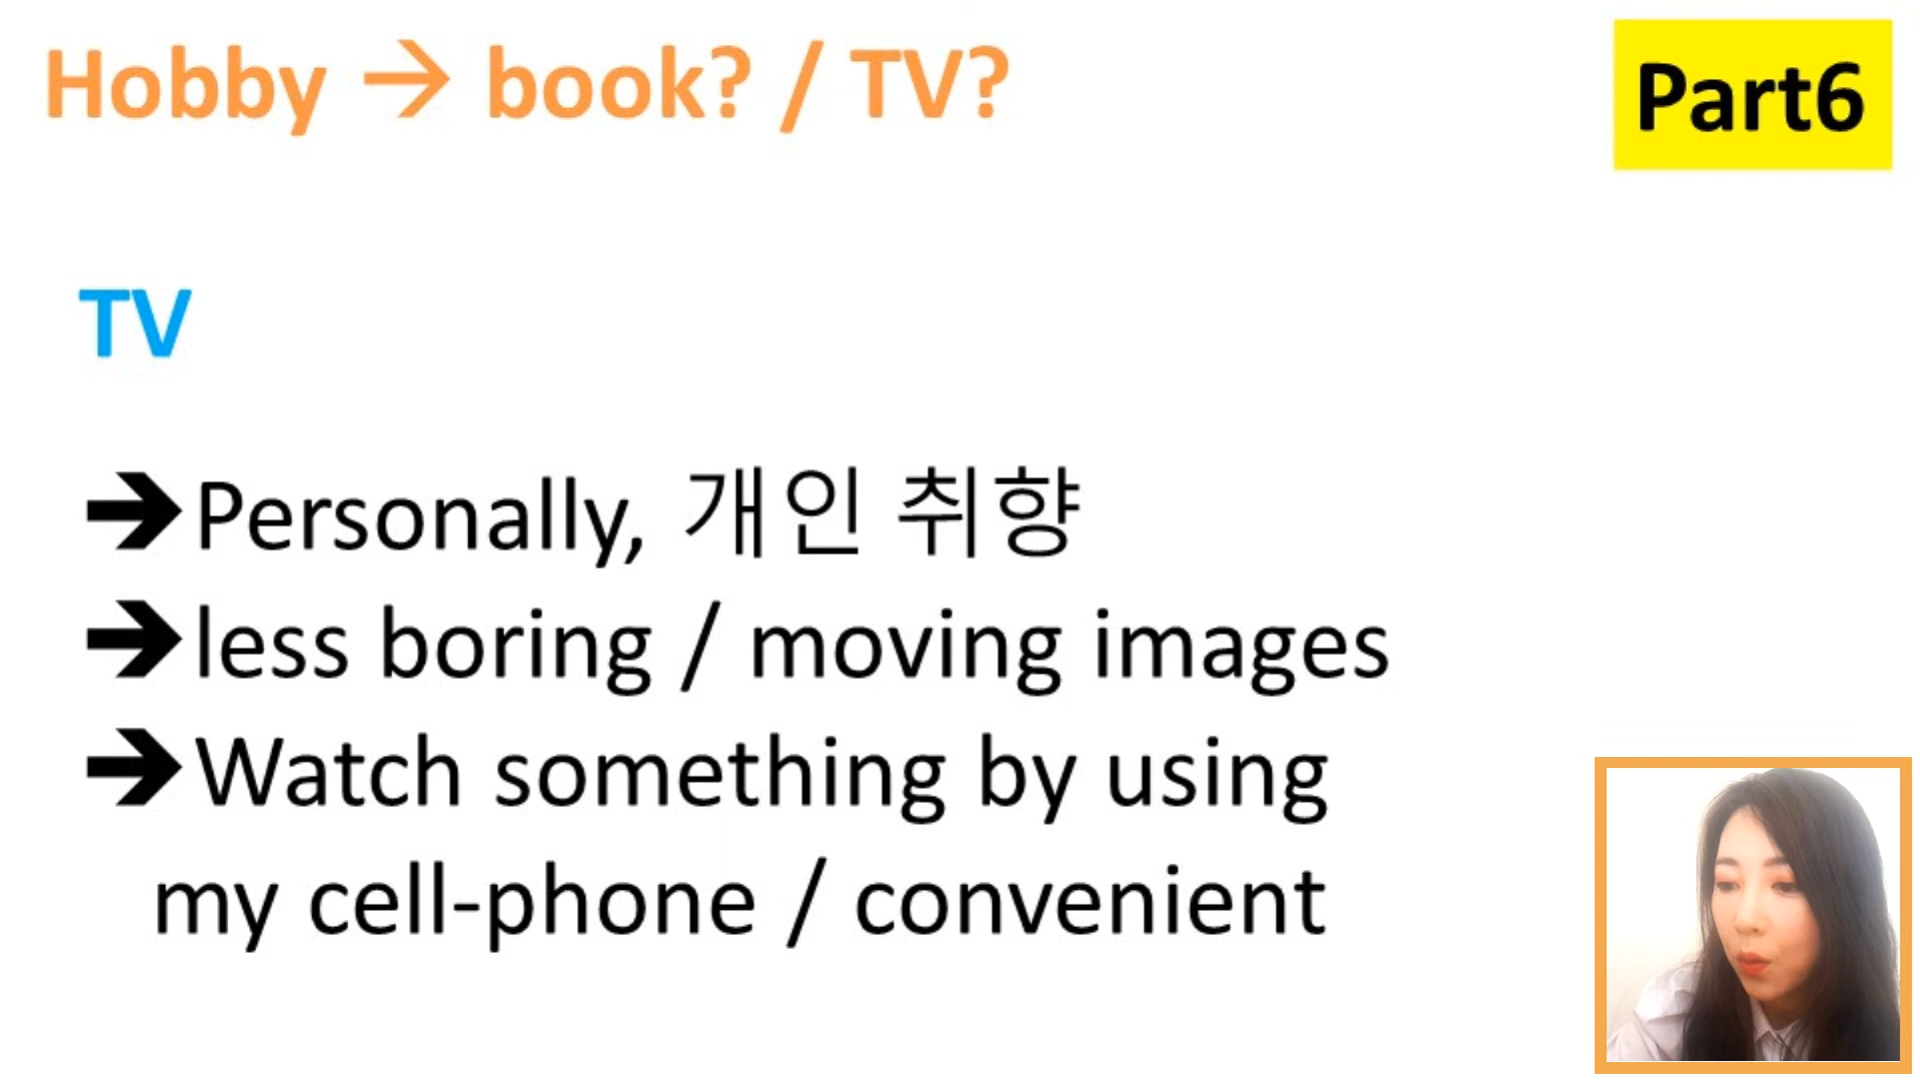 Hobby → book? / TV?
Part6
TV
➔Personally, 개인 취향
➔less boring / moving images
➔Watch something by using
my cell-phone / convenient